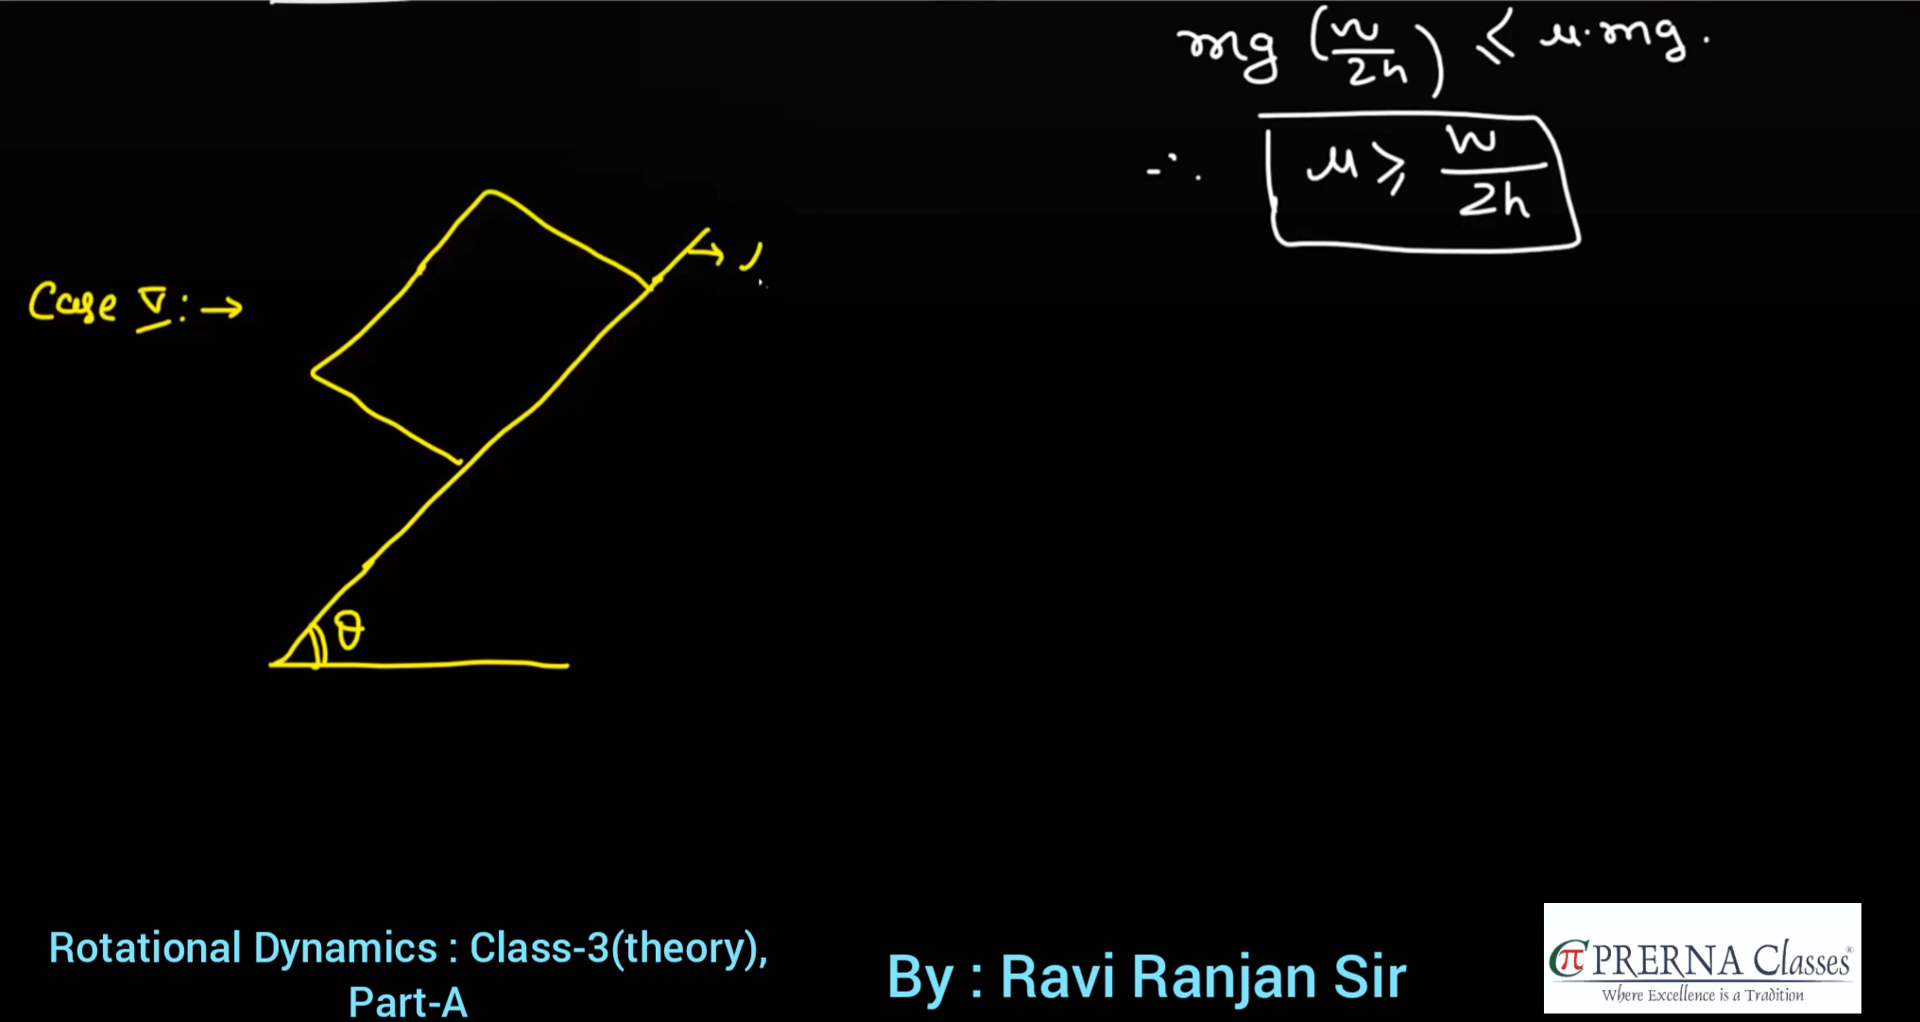 mg (w/2h) ⩽ μ·mg.
∴ μ ⩾ w/2h
Case V: →
θ
Rotational Dynamics : Class-3(theory),
Part-A
By : Ravi Ranjan Sir
π PRERNA Classes®
Where Excellence is a Tradition